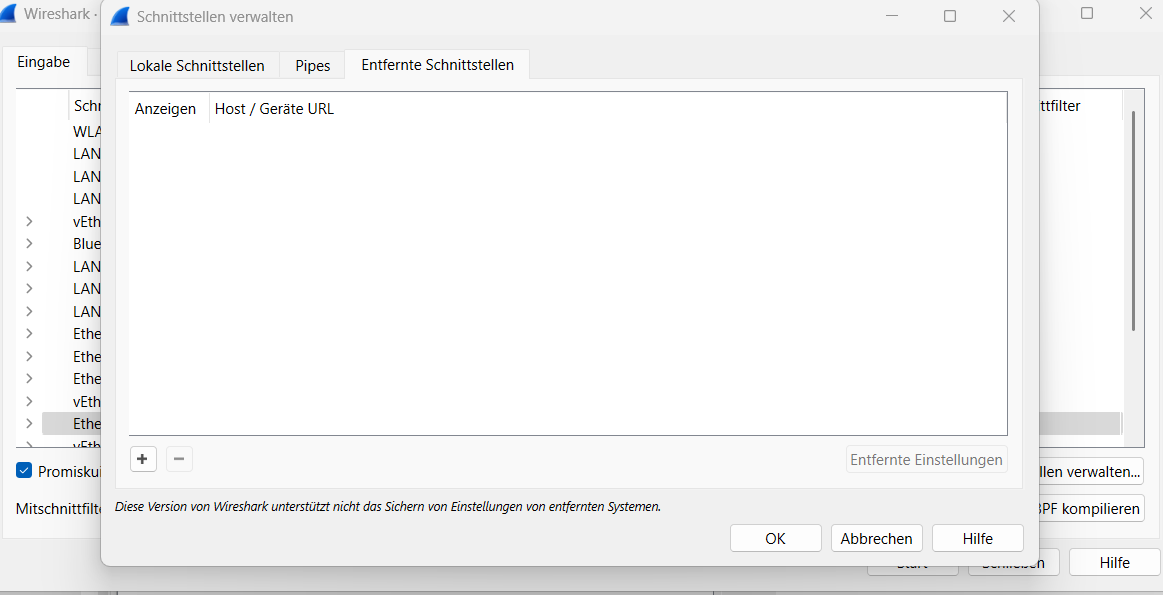 Wireshark ·
Schnittstellen verwalten
Eingabe
Lokale Schnittstellen
Pipes
Entfernte Schnittstellen
Anzeigen
Host / Geräte URL
Schn
ttfilter
WLA
LAN
LAN
LAN
vEth
Blue
LAN
LAN
LAN
Ethe
Ethe
Ethe
vEth
Ethe
vEth
+
−
Entfernte Einstellungen
Promiskui
llen verwalten...
Diese Version von Wireshark unterstützt nicht das Sichern von Einstellungen von entfernten Systemen.
Mitschnittfilte
BPF kompilieren
OK
Abbrechen
Hilfe
Start
Schließen
Hilfe